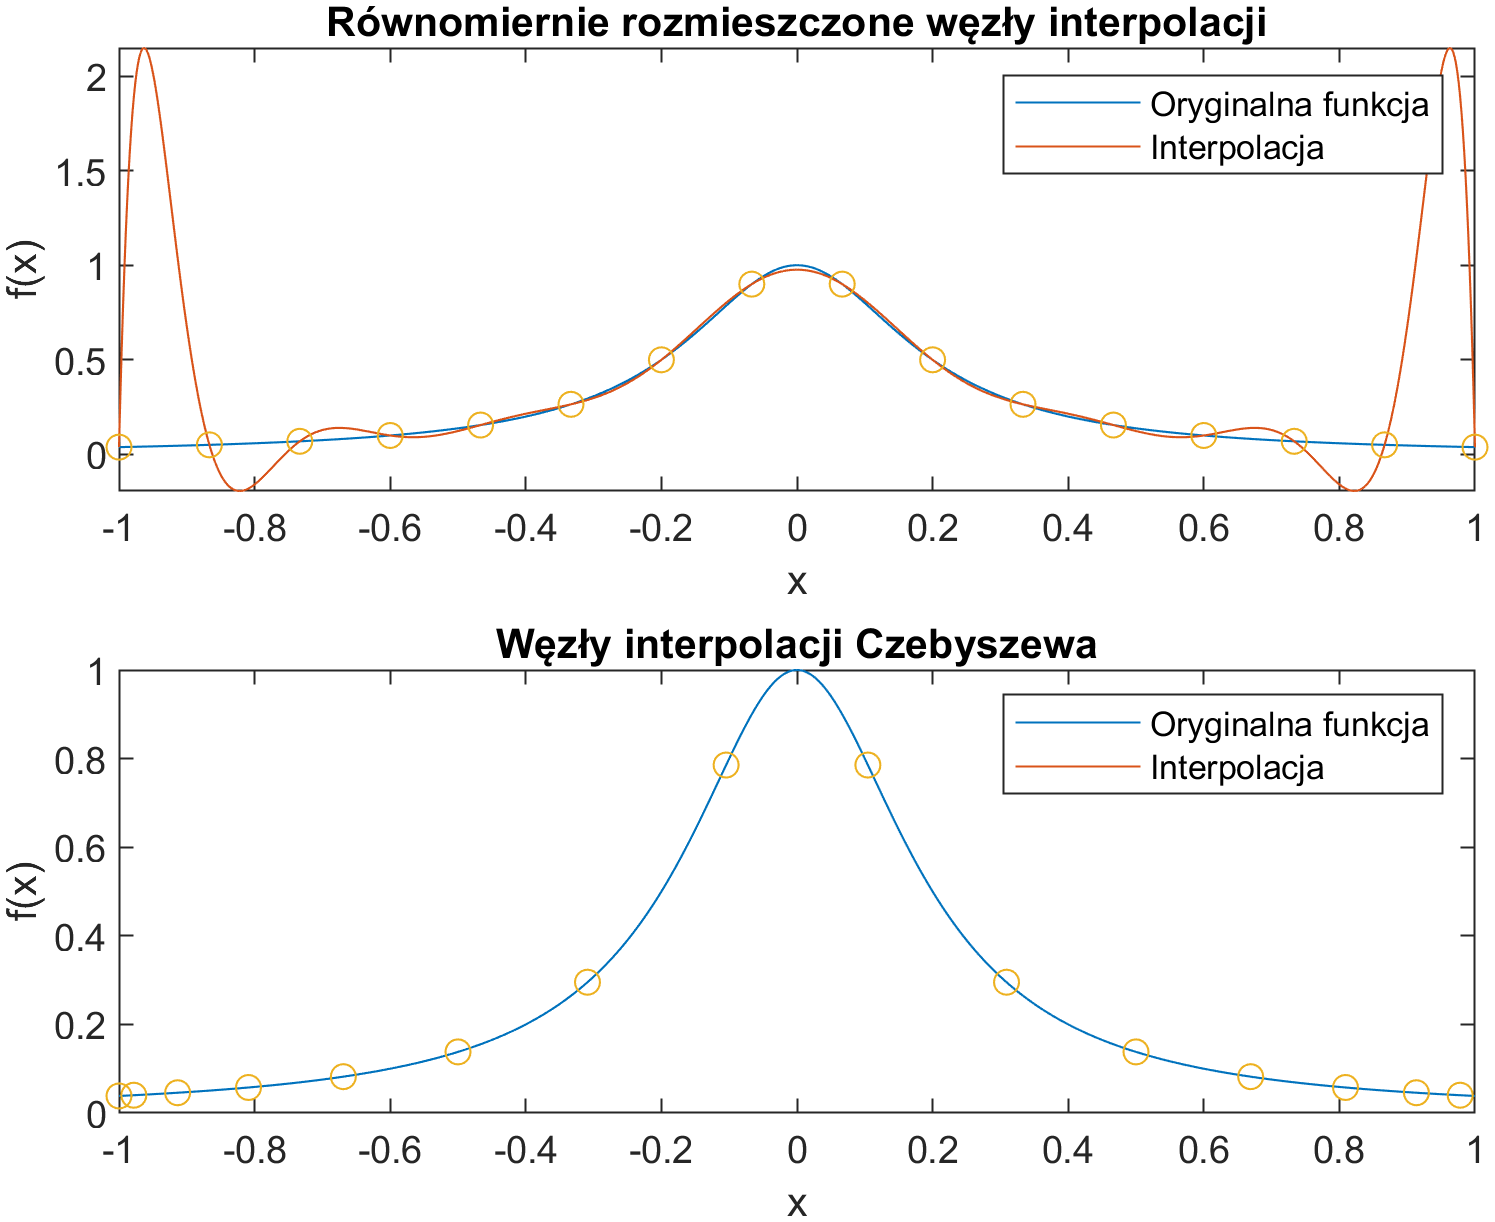 Równomiernie rozmieszczone węzły interpolacji
2
1.5
1
0.5
0
f(x)
Oryginalna funkcja
Interpolacja
-1 -0.8 -0.6 -0.4 -0.2 0 0.2 0.4 0.6 0.8 1
x
Węzły interpolacji Czebyszewa
1
0.8
0.6
0.4
0.2
0
f(x)
Oryginalna funkcja
Interpolacja
-1 -0.8 -0.6 -0.4 -0.2 0 0.2 0.4 0.6 0.8 1
x